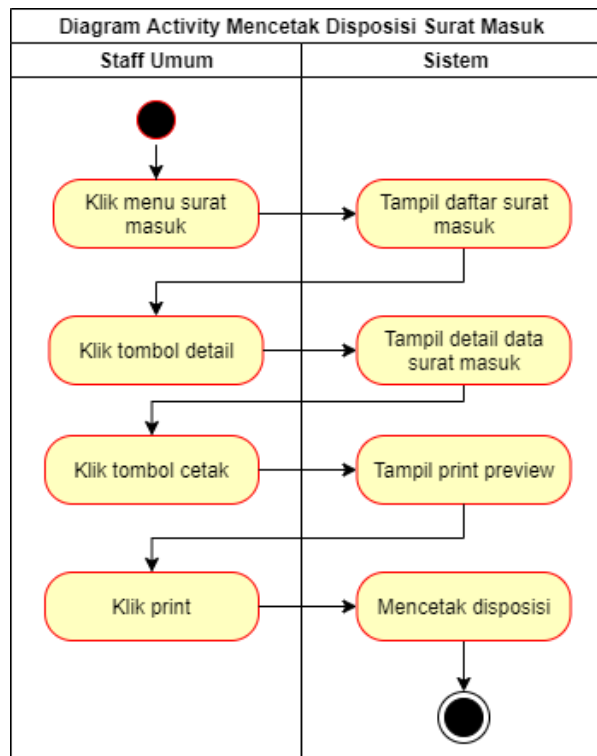 Diagram Activity Mencetak Disposisi Surat Masuk
Staff Umum
Sistem
Klik menu surat
masuk
Tampil daftar surat
masuk
Klik tombol detail
Tampil detail data
surat masuk
Klik tombol cetak
Tampil print preview
Klik print
Mencetak disposisi